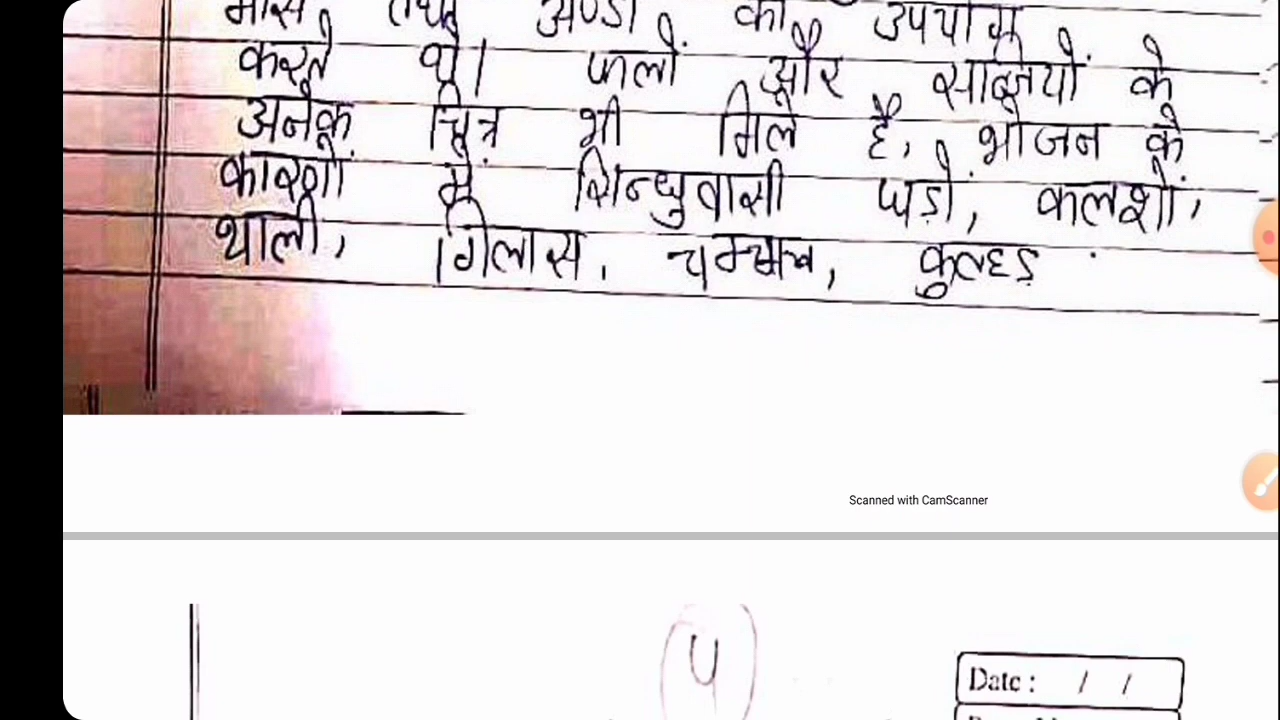 मांस, तथा अण्डों का उपयोग
करते थे। फलों और सब्जियों के
अनेक चित्र भी मिले है, भोजन के
कारणों में सिन्धुवासी घड़ों, कलशों,
थाली, गिलास, चम्मच, कुल्हड़
Scanned with CamScanner
Date : / /